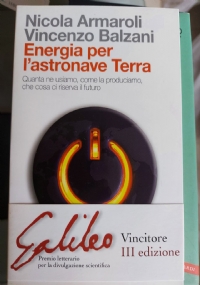 Nicola Armaroli
Vincenzo Balzani
Energia per
l'astronave Terra
Quanta ne usiamo, come la produciamo,
che cosa ci riserva il futuro
Galileo
Premio letterario
per la divulgazione scientifica
Vincitore
III edizione